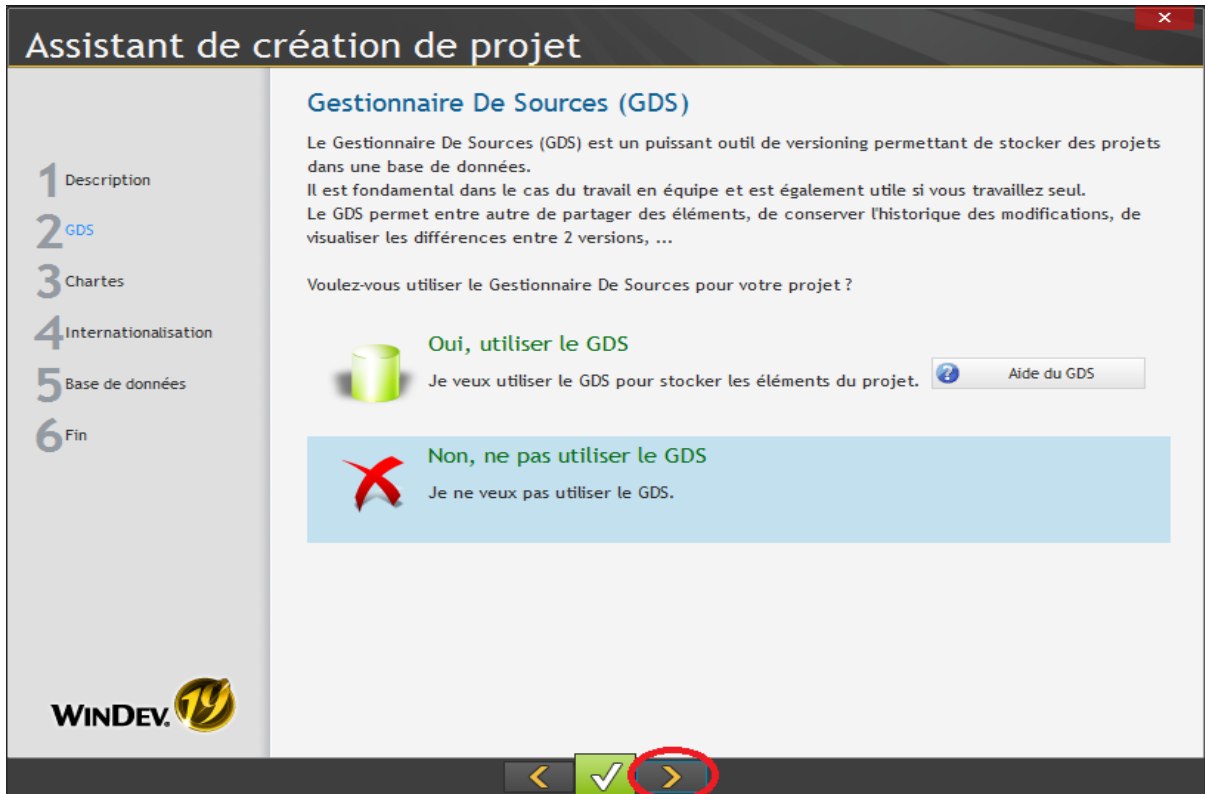 Assistant de création de projet
Gestionnaire De Sources (GDS)
Le Gestionnaire De Sources (GDS) est un puissant outil de versioning permettant de stocker des projets
dans une base de données.
Il est fondamental dans le cas du travail en équipe et est également utile si vous travaillez seul.
Le GDS permet entre autre de partager des éléments, de conserver l'historique des modifications, de
visualiser les différences entre 2 versions, ...
Voulez-vous utiliser le Gestionnaire De Sources pour votre projet ?
1 Description
2 GDS
3 Chartes
4 Internationalisation
5 Base de données
6 Fin
Oui, utiliser le GDS
Je veux utiliser le GDS pour stocker les éléments du projet.
Aide du GDS
Non, ne pas utiliser le GDS
Je ne veux pas utiliser le GDS.
WINDEV. 19